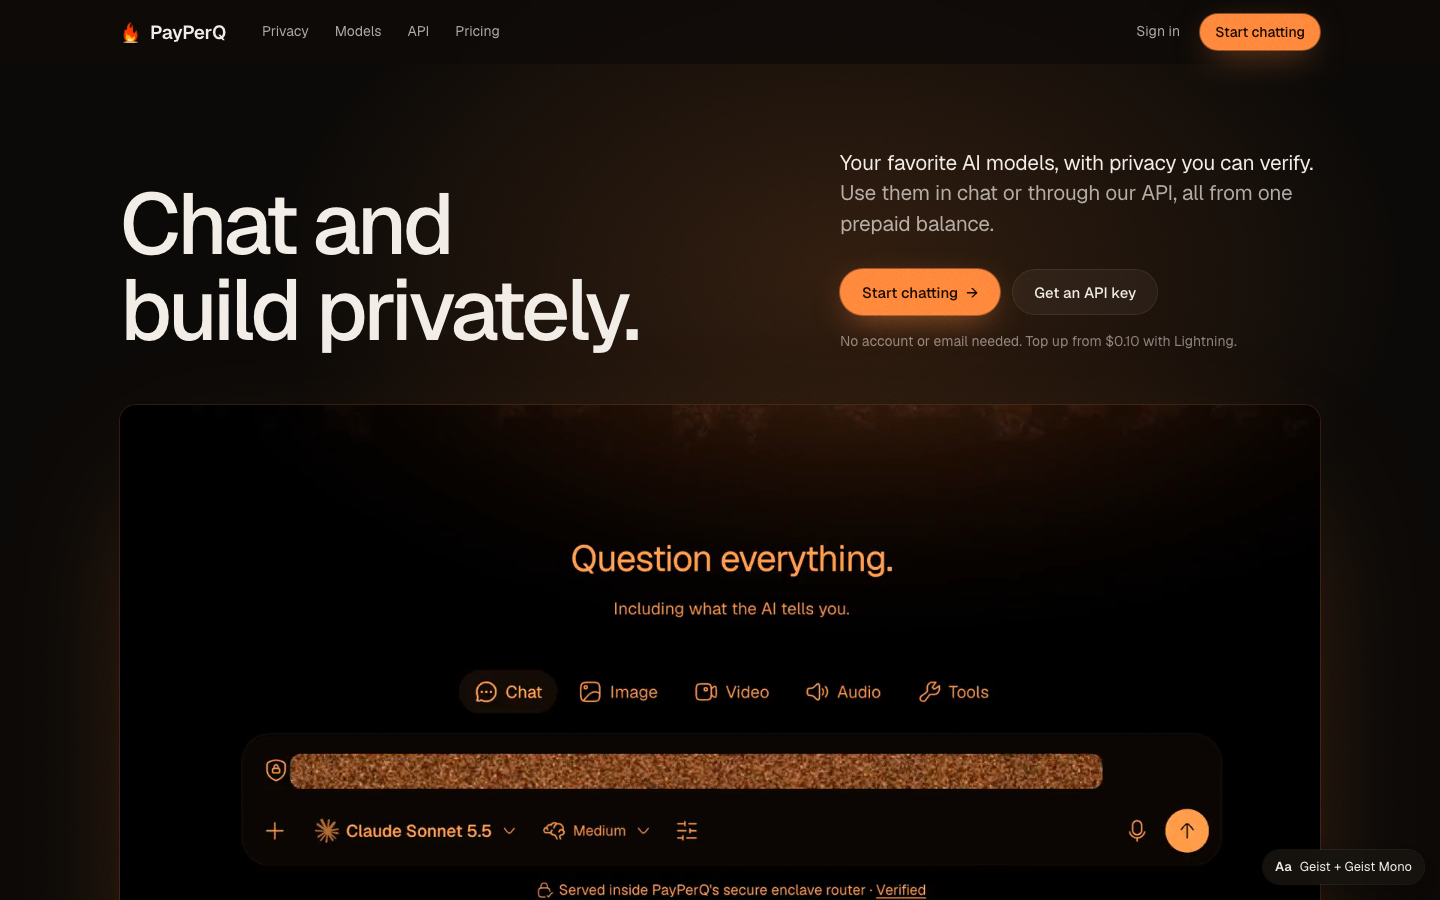 PayPerQ
Privacy
Models
API
Pricing
Sign in
Start chatting
Chat and
build privately.
Your favorite AI models, with privacy you can verify.
Use them in chat or through our API, all from one
prepaid balance.
Start chatting →
Get an API key
No account or email needed. Top up from $0.10 with Lightning.
Question everything.
Including what the AI tells you.
Chat
Image
Video
Audio
Tools
Claude Sonnet 5.5
Medium
Served inside PayPerQ's secure enclave router · Verified
Aa Geist + Geist Mono